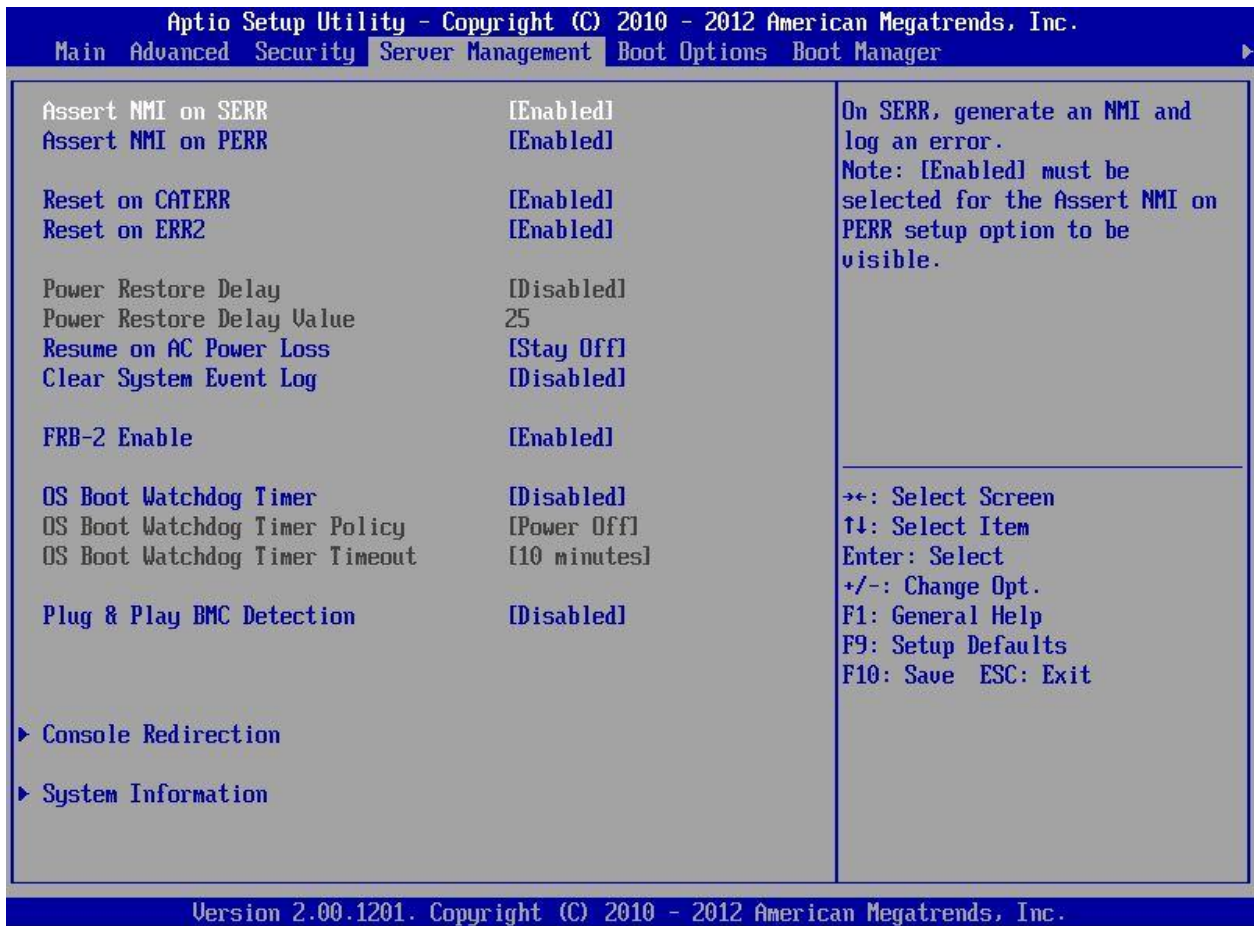 Aptio Setup Utility - Copyright (C) 2010 - 2012 American Megatrends, Inc.
Main Advanced Security Server Management Boot Options Boot Manager
Assert NMI on SERR [Enabled]
Assert NMI on PERR [Enabled]
Reset on CATERR [Enabled]
Reset on ERR2 [Enabled]
Power Restore Delay [Disabled]
Power Restore Delay Value 25
Resume on AC Power Loss [Stay Off]
Clear System Event Log [Disabled]
FRB-2 Enable [Enabled]
OS Boot Watchdog Timer [Disabled]
OS Boot Watchdog Timer Policy [Power Off]
OS Boot Watchdog Timer Timeout [10 minutes]
Plug & Play BMC Detection [Disabled]
Console Redirection
System Information
On SERR, generate an NMI and
log an error.
Note: [Enabled] must be
selected for the Assert NMI on
PERR setup option to be
visible.
→←: Select Screen
↑↓: Select Item
Enter: Select
+/-: Change Opt.
F1: General Help
F9: Setup Defaults
F10: Save ESC: Exit
Version 2.00.1201. Copyright (C) 2010 - 2012 American Megatrends, Inc.